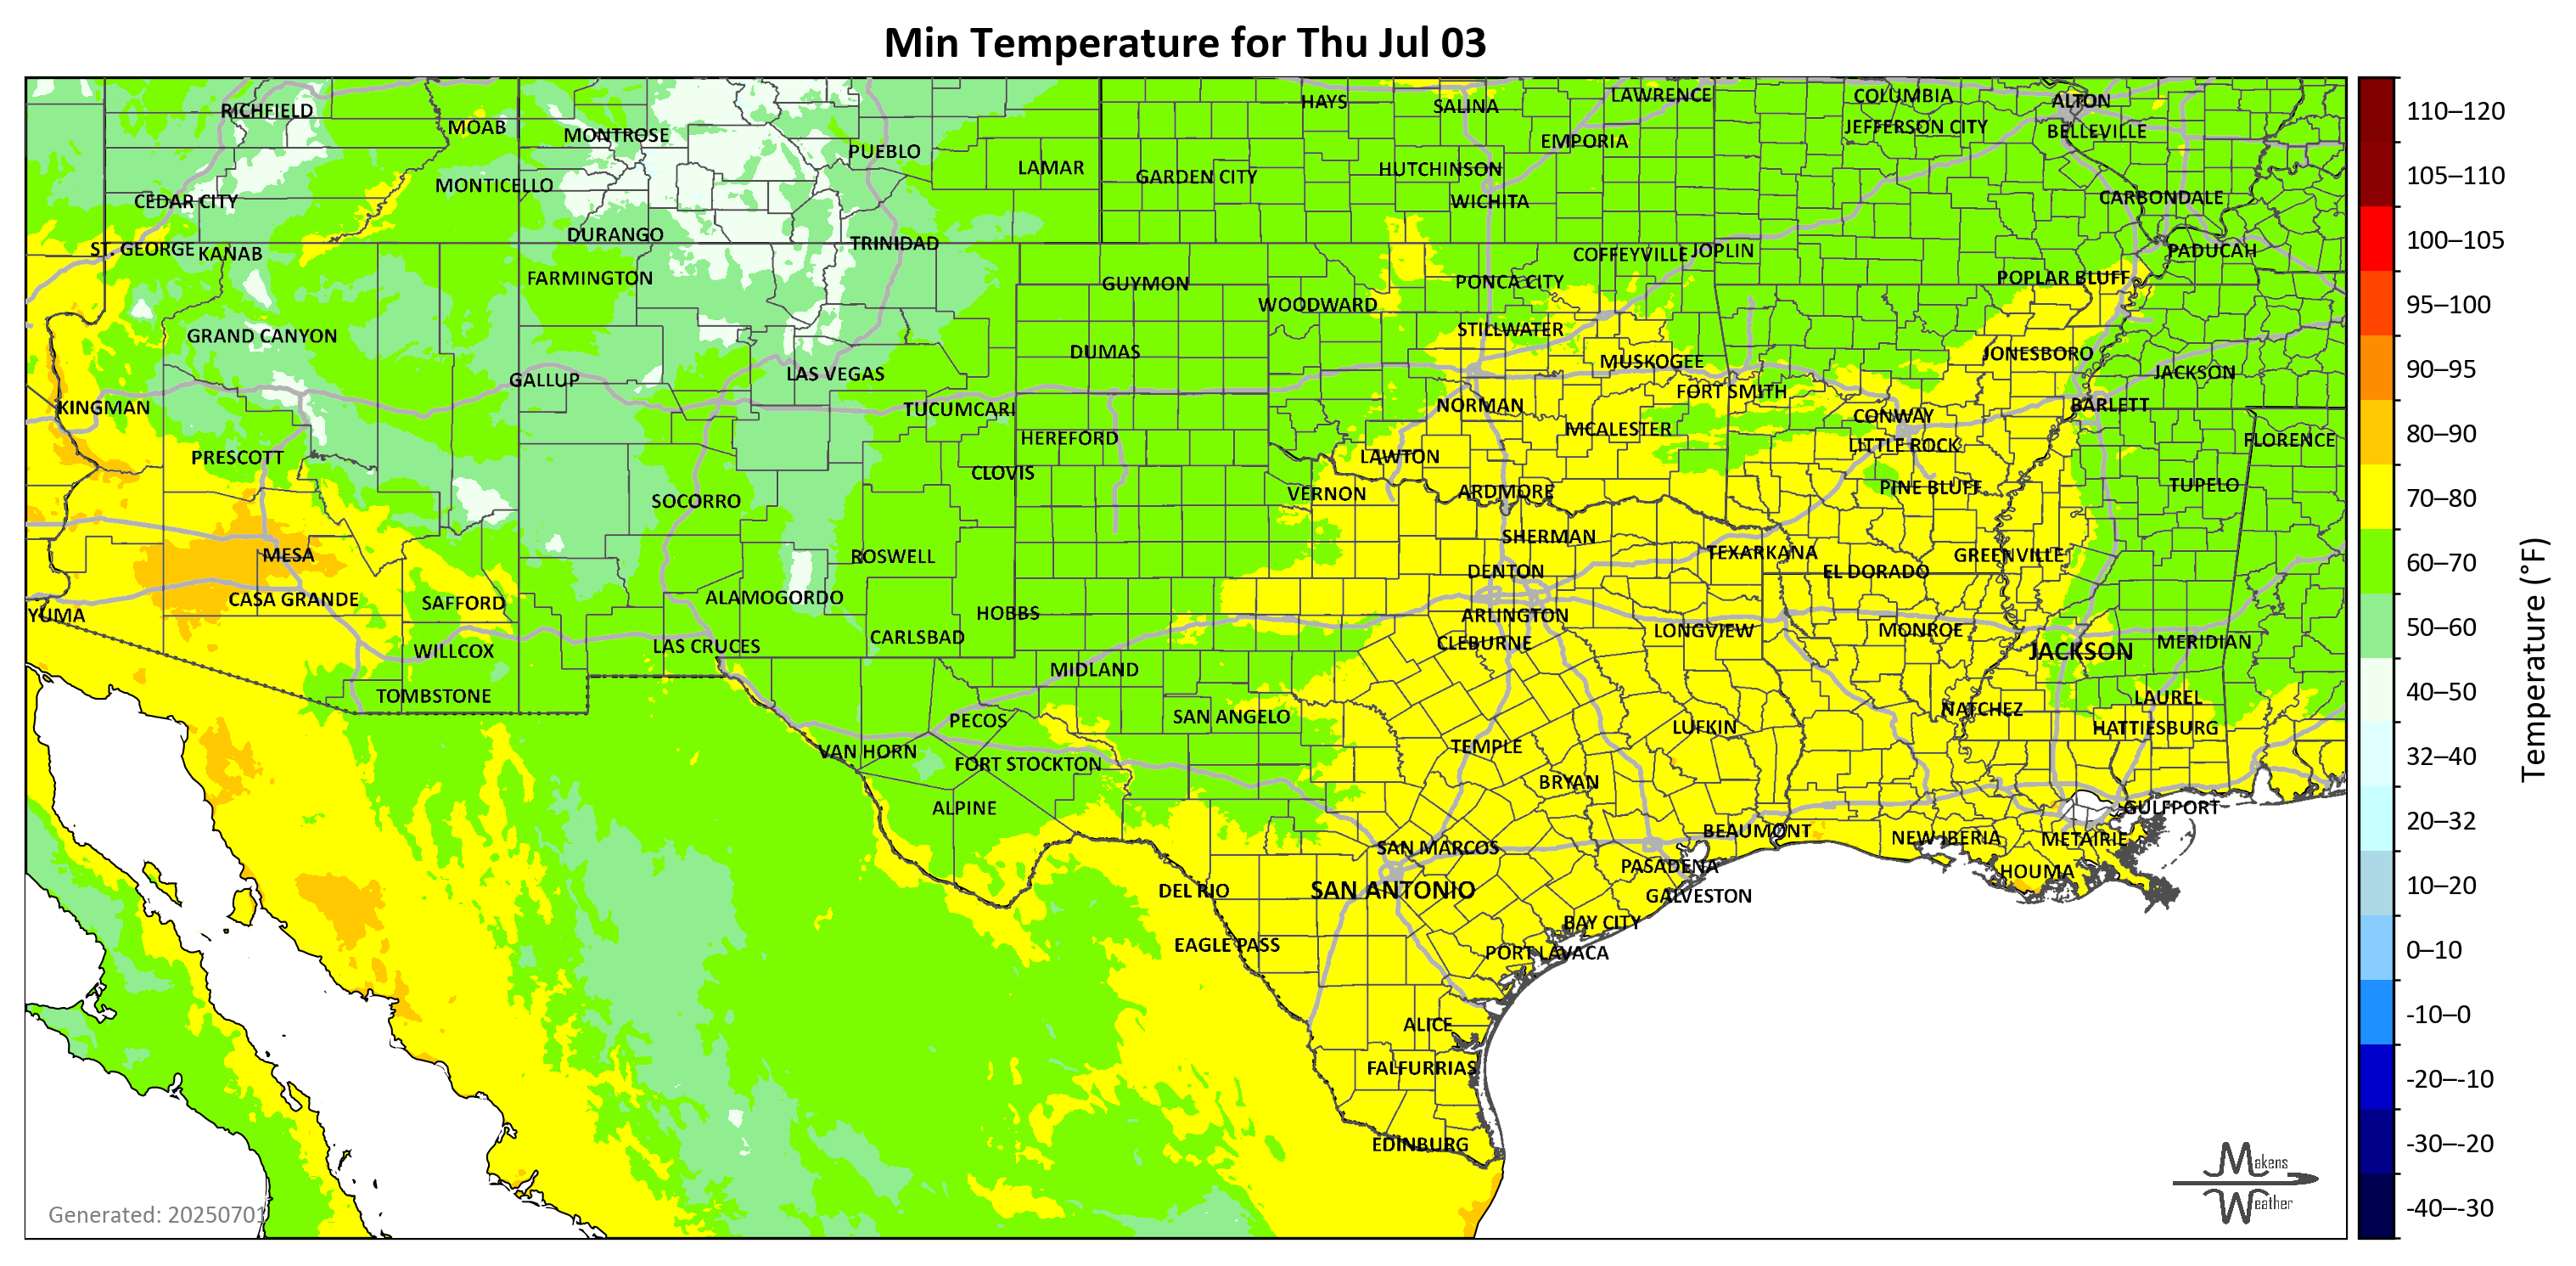 Min Temperature for Thu Jul 03
RICHFIELD
MOAB
MONTROSE
PUEBLO
LAMAR
HAYS
SALINA
LAWRENCE
COLUMBIA
ALTON
GARDEN CITY
HUTCHINSON
EMPORIA
JEFFERSON CITY
BELLEVILLE
MONTICELLO
CEDAR CITY
WICHITA
CARBONDALE
DURANGO
TRINIDAD
ST. GEORGE
KANAB
COFFEYVILLE
JOPLIN
PADUCAH
FARMINGTON
GUYMON
PONCA CITY
POPLAR BLUFF
WOODWARD
GRAND CANYON
STILLWATER
DUMAS
MUSKOGEE
JONESBORO
GALLUP
LAS VEGAS
FORT SMITH
JACKSON
KINGMAN
TUCUMCARI
NORMAN
CONWAY
BARLETT
HEREFORD
MCALESTER
LITTLE ROCK
FLORENCE
PRESCOTT
CLOVIS
LAWTON
SOCORRO
VERNON
ARDMORE
PINE BLUFF
TUPELO
MESA
ROSWELL
SHERMAN
TEXARKANA
GREENVILLE
DENTON
EL DORADO
YUMA
CASA GRANDE
SAFFORD
ALAMOGORDO
HOBBS
ARLINGTON
WILLCOX
LAS CRUCES
CARLSBAD
CLEBURNE
LONGVIEW
MONROE
JACKSON
MERIDIAN
MIDLAND
TOMBSTONE
PECOS
SAN ANGELO
LUFKIN
NATCHEZ
LAUREL
HATTIESBURG
VAN HORN
FORT STOCKTON
TEMPLE
ALPINE
BRYAN
GULFPORT
SAN MARCOS
BEAUMONT
NEW IBERIA
METAIRIE
DEL RIO
SAN ANTONIO
PASADENA
GALVESTON
HOUMA
EAGLE PASS
BAY CITY
PORT LAVACA
ALICE
FALFURRIAS
EDINBURG
Generated: 20250701
Makens
Weather
110–120
105–110
100–105
95–100
90–95
80–90
70–80
60–70
50–60
40–50
32–40
20–32
10–20
0–10
-10–0
-20–-10
-30–-20
-40–-30
Temperature (°F)